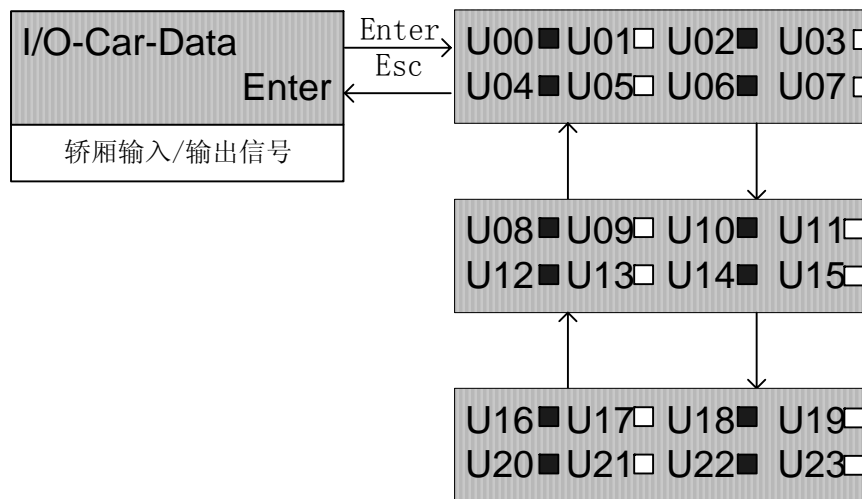 I/O-Car-Data
Enter
轿厢输入/输出信号
Enter
Esc
U00■U01□ U02■ U03□
U04■U05□ U06■ U07□
U08■U09□ U10■ U11□
U12■U13□ U14■ U15□
U16■U17□ U18■ U19□
U20■U21□ U22■ U23□